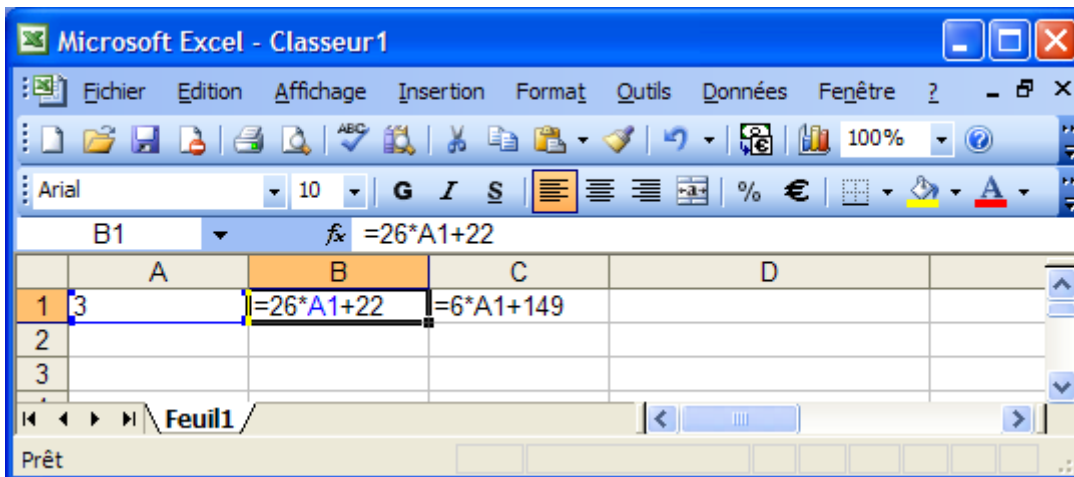 Microsoft Excel - Classeur1
Fichier Edition Affichage Insertion Format Outils Données Fenêtre ?
ABC 100%
Arial 10 G I S % € A
B1 fx =26*A1+22
A B C D
1 3 =26*A1+22 =6*A1+149
2
3
Feuil1
Prêt